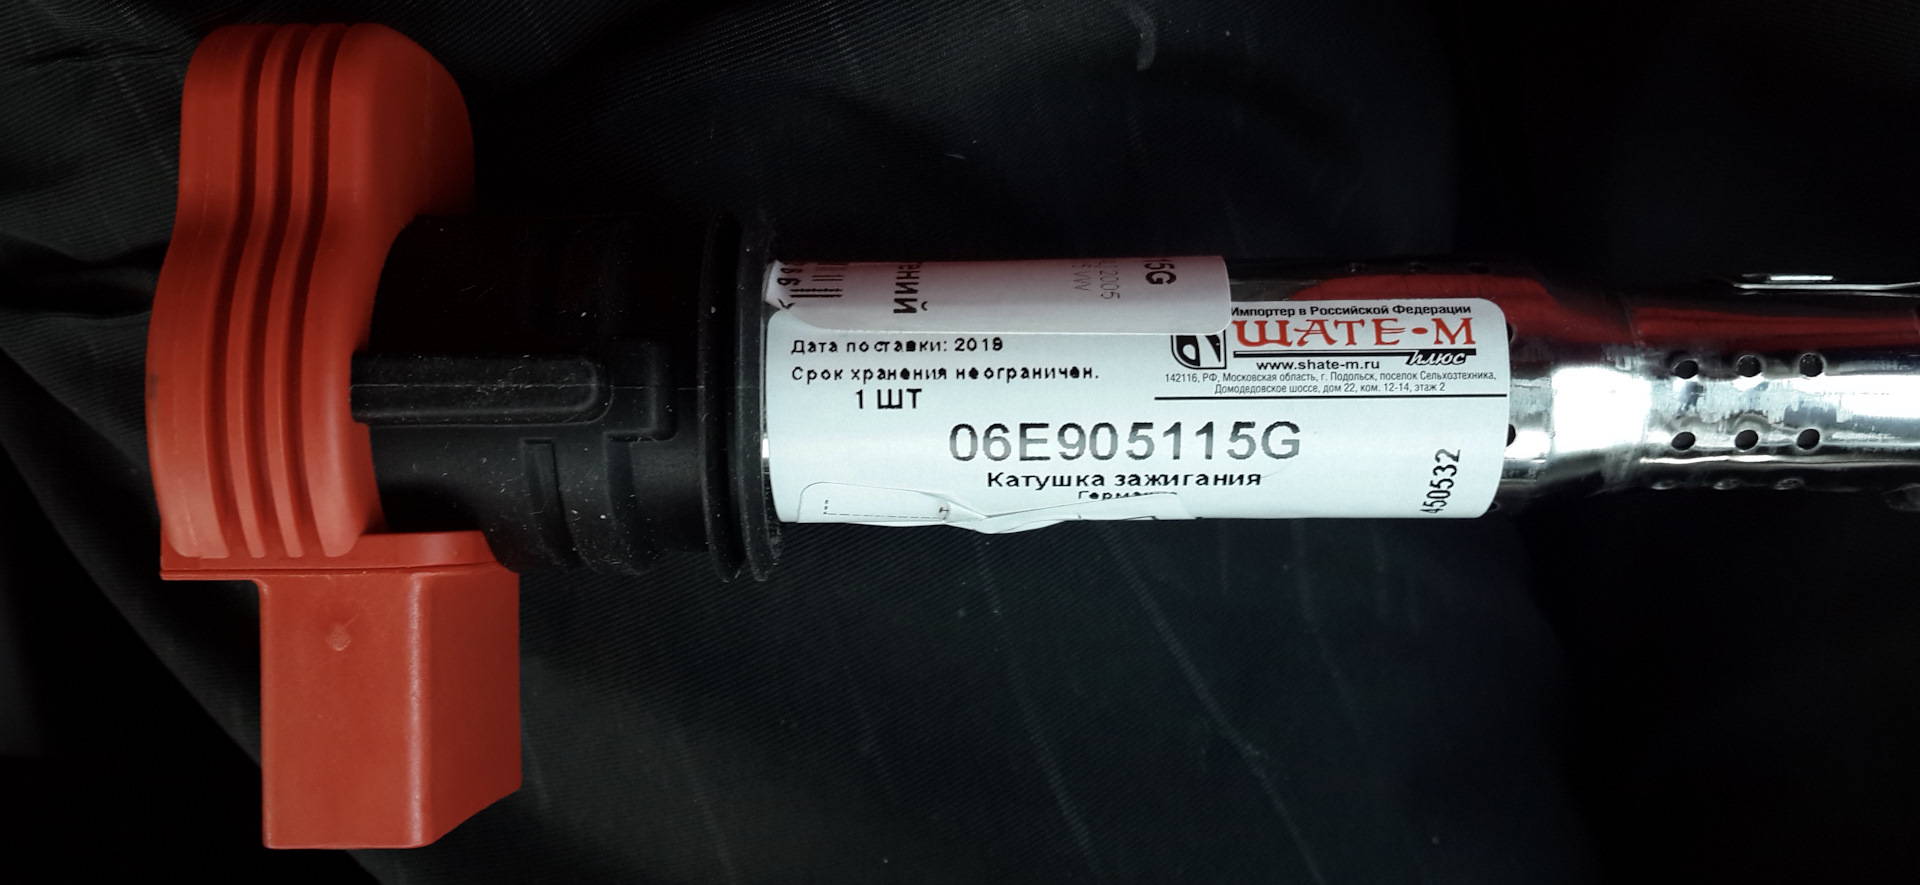 15G
Импортер в Российской Федерации
ШАТЕ-М
плюс
www.shate-m.ru
142116, РФ, Московская область, г. Подольск, поселок Сельхозтехника,
Домодедовское шоссе, дом 22, ком. 12-14, этаж 2
Дата поставки: 2019
Срок хранения неограничен.
1 ШТ
06E905115G
Катушка зажигания
450532